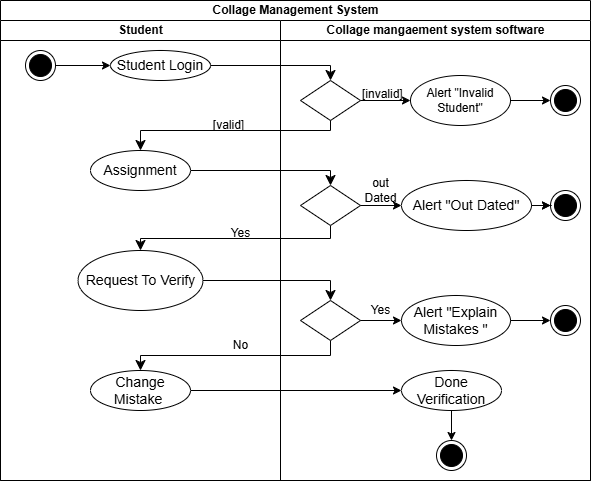 Collage Management System
Student
Collage mangaement system software
Student Login
[invalid]
Alert "Invalid
Student"
[valid]
Assignment
out
Dated
Alert "Out Dated"
Yes
Request To Verify
Yes
Alert "Explain
Mistakes "
No
Change
Mistake
Done
Verification